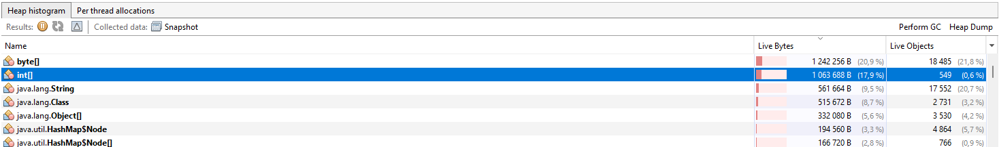 Heap histogram Per thread allocations
Results: Collected data: Snapshot Perform GC Heap Dump
Name Live Bytes Live Objects
byte[] 1 242 256 B (20,9 %) 18 485 (21,8 %)
int[] 1 063 688 B (17,9 %) 549 (0,6 %)
java.lang.String 561 664 B (9,5 %) 17 552 (20,7 %)
java.lang.Class 515 672 B (8,7 %) 2 731 (3,2 %)
java.lang.Object[] 332 080 B (5,6 %) 3 530 (4,2 %)
java.util.HashMap$Node 194 560 B (3,3 %) 4 864 (5,7 %)
java.util.HashMap$Node[] 166 720 B (2,8 %) 766 (0,9 %)